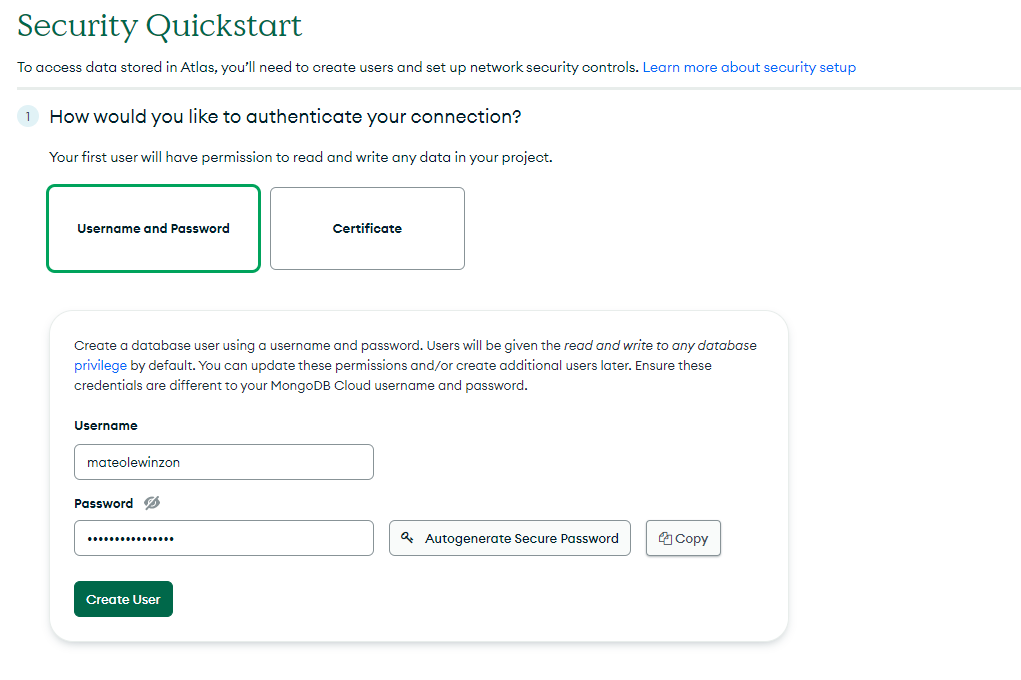 Security Quickstart
To access data stored in Atlas, you'll need to create users and set up network security controls. Learn more about security setup
1 How would you like to authenticate your connection?
Your first user will have permission to read and write any data in your project.
Username and Password Certificate
Create a database user using a username and password. Users will be given the read and write to any database
privilege by default. You can update these permissions and/or create additional users later. Ensure these
credentials are different to your MongoDB Cloud username and password.
Username
mateolewinzon
Password
•••••••••••••••• Autogenerate Secure Password Copy
Create User